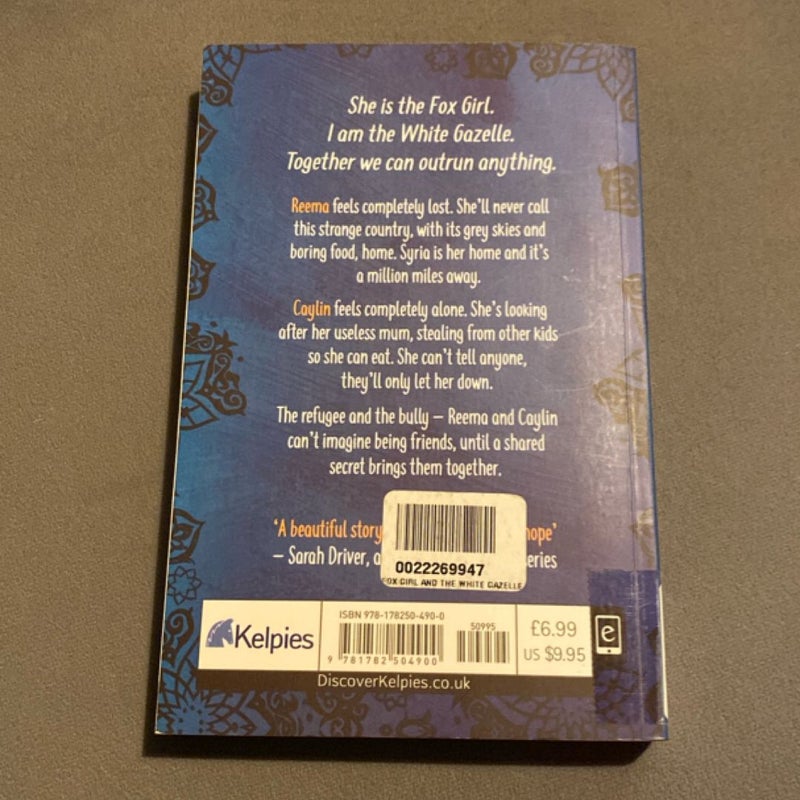 She is the Fox Girl.
I am the White Gazelle.
Together we can outrun anything.
Reema feels completely lost. She'll never call
this strange country, with its grey skies and
boring food, home. Syria is her home and it's
a million miles away.
Caylin feels completely alone. She's looking
after her useless mum, stealing from other kids
so she can eat. She can't tell anyone,
they'll only let her down.
The refugee and the bully – Reema and Caylin
can't imagine being friends, until a shared
secret brings them together.
'A beautiful story hope'
– Sarah Driver, a eries
0022269947
FOX GIRL AND THE WHITE GAZELLE
Kelpies
ISBN 978-178250-490-0
50995
9 781782 504900
£6.99
US $9.95
e
DiscoverKelpies.co.uk